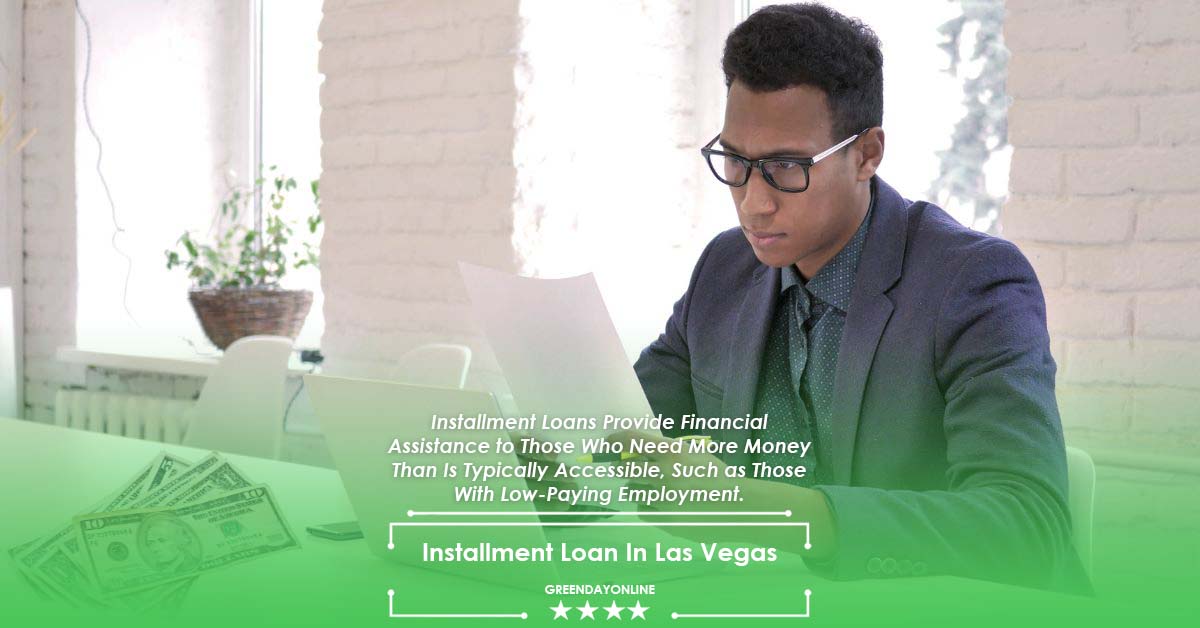 Installment Loans Provide Financial
Assistance to Those Who Need More Money
Than Is Typically Accessible, Such as Those
With Low-Paying Employment.
Installment Loan In Las Vegas
GREENDAYONLINE